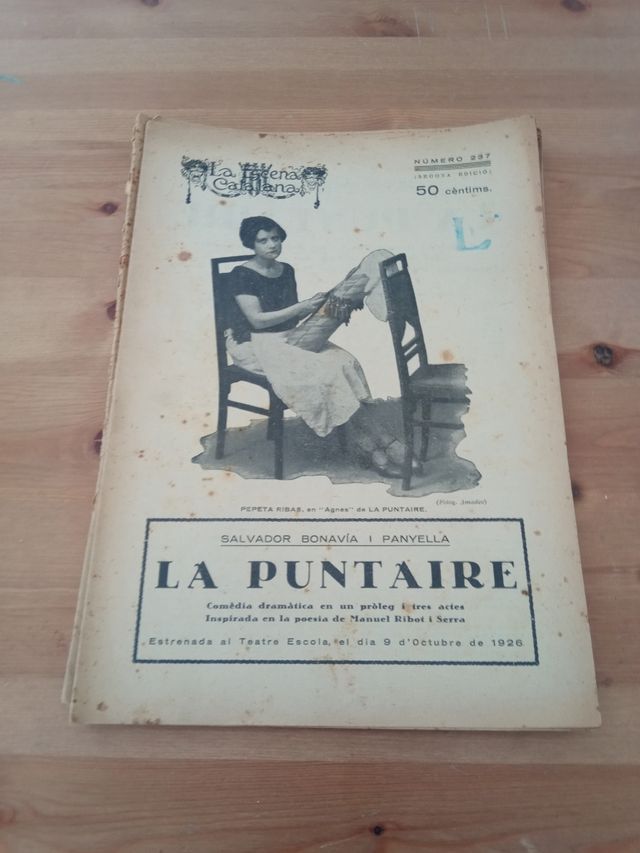 La Escena
Catalana
NÚMERO 237
(SEGONA EDICIÓ)
50 cèntims.
L
(Fotog. Amadeo)
PEPETA RIBAS, en "Agnes" de LA PUNTAIRE.
SALVADOR BONAVÍA I PANYELLA
LA PUNTAIRE
Comèdia dramàtica en un pròleg i tres actes
Inspirada en la poesia de Manuel Ribot i Serra
Estrenada al Teatre Escola, el dia 9 d'Octubre de 1926